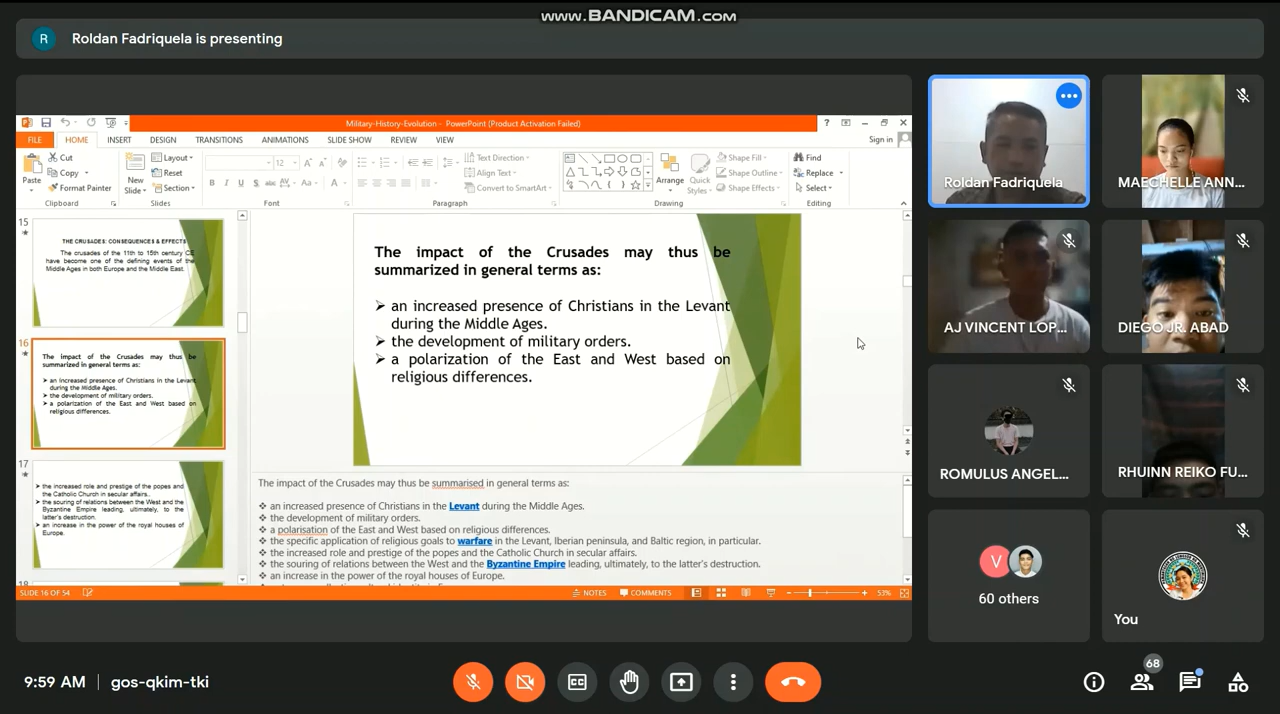 www.BANDICAM.com
R
Roldan Fadriquela is presenting
Military-History-Evolution - PowerPoint (Product Activation Failed)
FILE HOME INSERT DESIGN TRANSITIONS ANIMATIONS SLIDE SHOW REVIEW VIEW
Sign in
Paste
Cut
Copy
Format Painter
New
Slide
Layout
Reset
Section
12
Text Direction
Align Text
Convert to SmartArt
Arrange
Quick
Styles
Shape Fill
Shape Outline
Shape Effects
Find
Replace
Select
Clipboard Slides Font Paragraph Drawing Editing
15
THE CRUSADES: CONSEQUENCES & EFFECTS
The crusades of the 11th to 15th century CE
have become one of the defining events of the
Middle Ages in both Europe and the Middle East.
16
The impact of the Crusades may thus be
summarized in general terms as:
an increased presence of Christians in the Levant
during the Middle Ages.
the development of military orders.
a polarization of the East and West based on
religious differences.
17
the increased role and prestige of the popes and
the Catholic Church in secular affairs..
the souring of relations between the West and the
Byzantine Empire leading, ultimately, to the
latter's destruction.
an increase in the power of the royal houses of
Europe.
The impact of the Crusades may thus be
summarized in general terms as:
an increased presence of Christians in the Levant
during the Middle Ages.
the development of military orders.
a polarization of the East and West based on
religious differences.
The impact of the Crusades may thus be summarised in general terms as:
an increased presence of Christians in the Levant during the Middle Ages.
the development of military orders.
a polarisation of the East and West based on religious differences.
the specific application of religious goals to warfare in the Levant, Iberian peninsula, and Baltic region, in particular.
the increased role and prestige of the popes and the Catholic Church in secular affairs.
the souring of relations between the West and the Byzantine Empire leading, ultimately, to the latter's destruction.
an increase in the power of the royal houses of Europe.
SLIDE 16 OF 54
NOTES COMMENTS 53%
Roldan Fadriquela
MAECHELLE ANN...
AJ VINCENT LOP...
DIEGO JR. ABAD
ROMULUS ANGEL...
RHUINN REIKO FU...
V
60 others
You
9:59 AM | gos-qkim-tki
CC
68